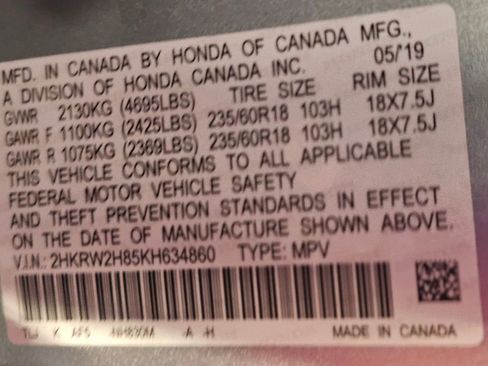 MFD. IN CANADA BY HONDA OF CANADA MFG.,
A DIVISION OF HONDA CANADA INC. 05/'19
GVWR 2130KG (4695LBS) TIRE SIZE RIM SIZE
GAWR F 1100KG (2425LBS) 235/60R18 103H 18X7.5J
GAWR R 1075KG (2369LBS) 235/60R18 103H 18X7.5J
THIS VEHICLE CONFORMS TO ALL APPLICABLE
FEDERAL MOTOR VEHICLE SAFETY
AND THEFT PREVENTION STANDARDS IN EFFECT
ON THE DATE OF MANUFACTURE SHOWN ABOVE.
V.I.N.: 2HKRW2H85KH634860 TYPE: MPV
MADE IN CANADA